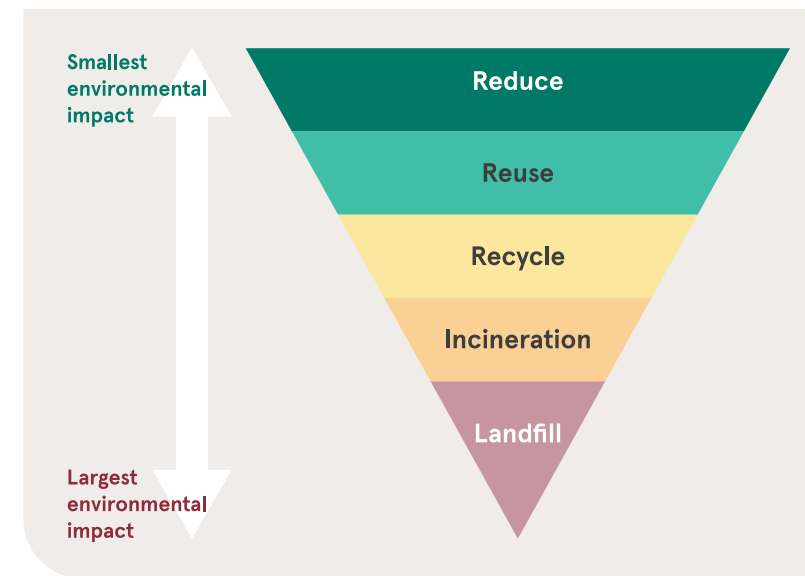 Smallest
environmental
impact
Reduce
Reuse
Recycle
Incineration
Landfill
Largest
environmental
impact